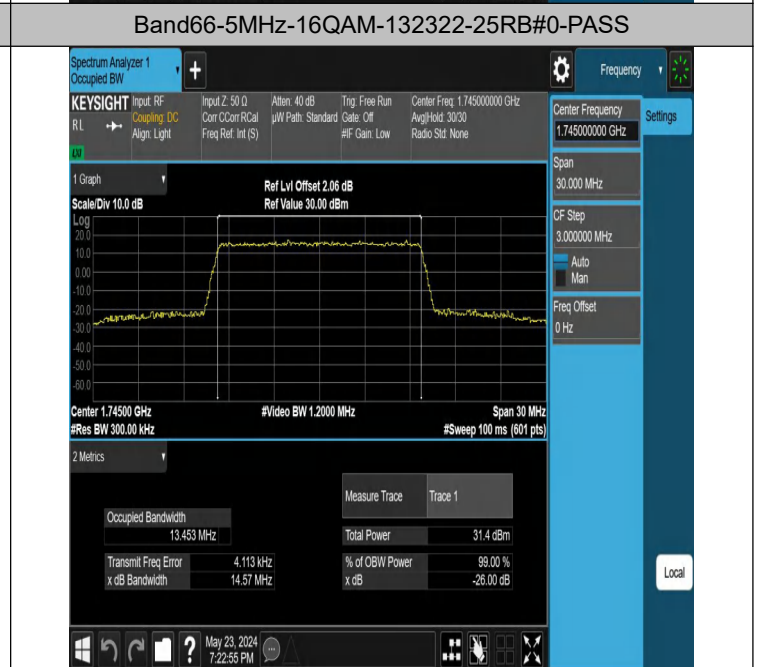 Band66-5MHz-16QAM-132322-25RB#0-PASS
Spectrum Analyzer 1
Occupied BW
+
Frequency
KEYSIGHT
RL
LXI
Input: RF
Coupling: DC
Align: Light
Input Z: 50 Ω
Corr CCorr RCal
Freq Ref: Int (S)
Atten: 40 dB
µW Path: Standard
Trig: Free Run
Gate: Off
#IF Gain: Low
Center Freq: 1.745000000 GHz
Avg|Hold: 30/30
Radio Std: None
Center Frequency
1.745000000 GHz
Settings
Span
30.000 MHz
CF Step
3.000000 MHz
Auto
Man
Freq Offset
0 Hz
Local
1 Graph
Scale/Div 10.0 dB
Ref Lvl Offset 2.06 dB
Ref Value 30.00 dBm
Log
20.0
10.0
0.00
-10.0
-20.0
-30.0
-40.0
-50.0
-60.0
Center 1.74500 GHz
#Video BW 1.2000 MHz
Span 30 MHz
#Res BW 300.00 kHz
#Sweep 100 ms (601 pts)
2 Metrics
Measure Trace Trace 1
Occupied Bandwidth
13.453 MHz
Total Power 31.4 dBm
Transmit Freq Error 4.113 kHz
% of OBW Power 99.00 %
x dB Bandwidth 14.57 MHz
x dB -26.00 dB
?
May 23, 2024
7:22:55 PM